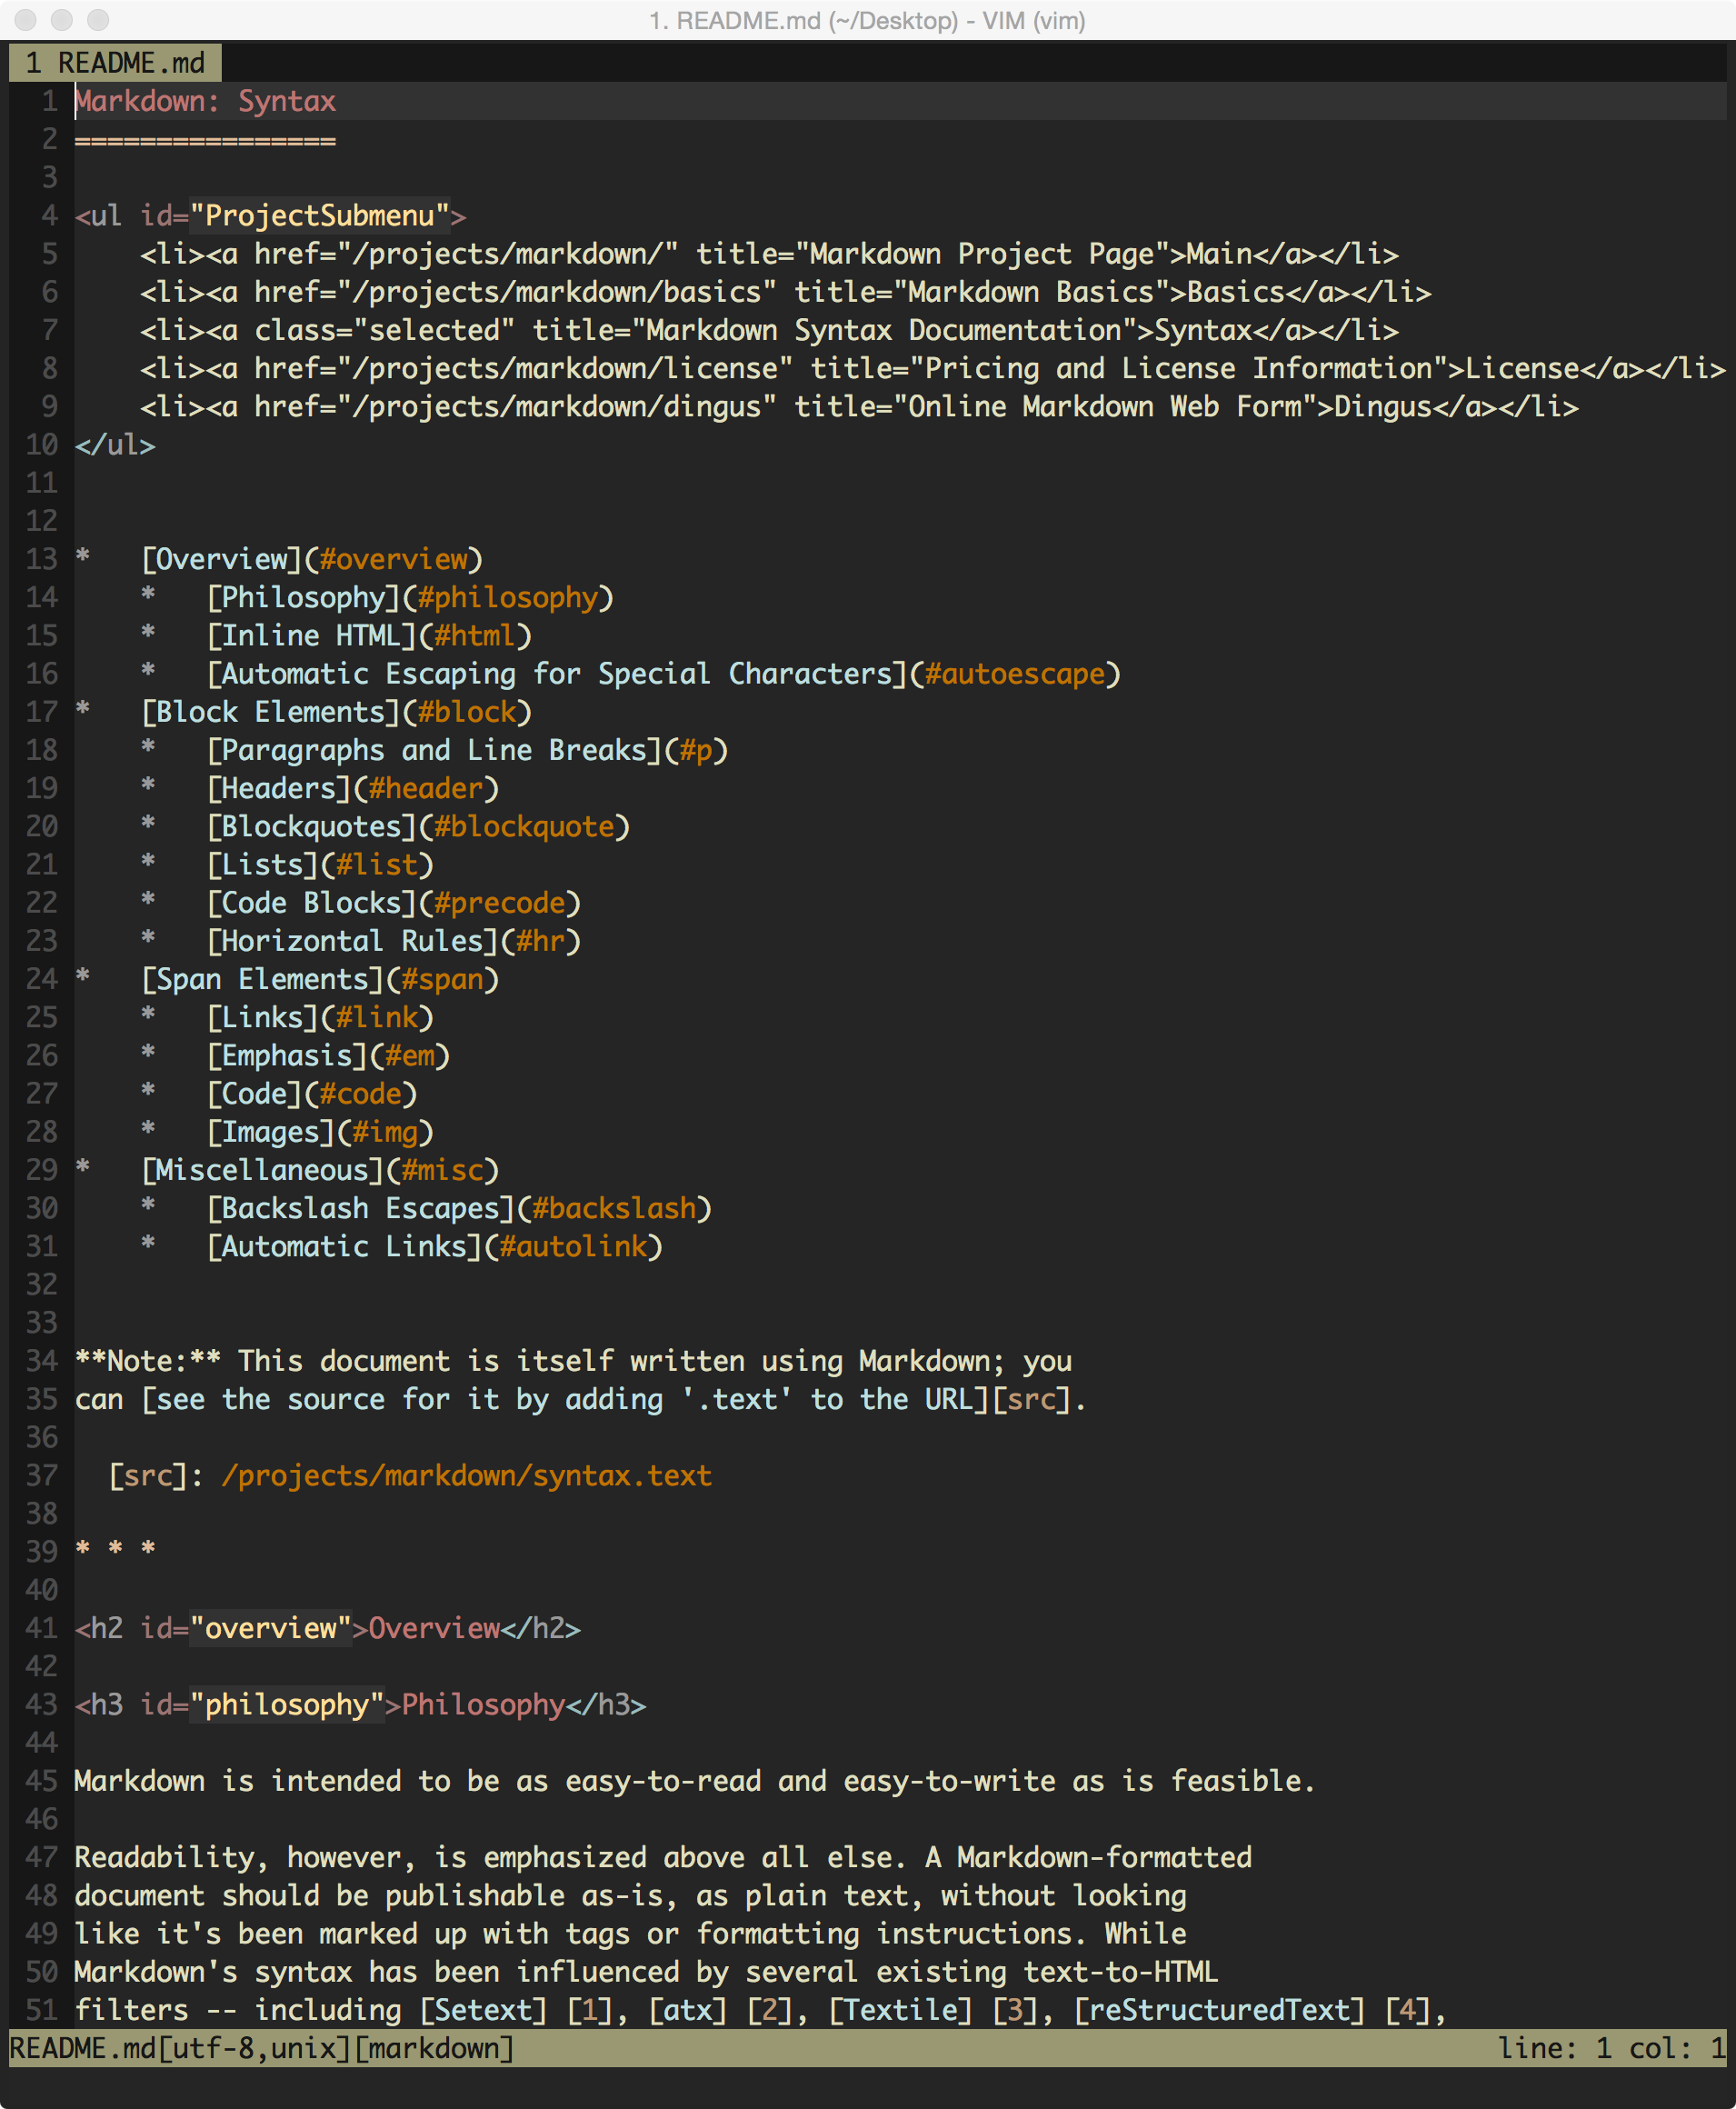 1. README.md (~/Desktop) - VIM (vim)
1 README.md
1 Markdown: Syntax
2 ================
3
4 <ul id="ProjectSubmenu">
5     <li><a href="/projects/markdown/" title="Markdown Project Page">Main</a></li>
6     <li><a href="/projects/markdown/basics" title="Markdown Basics">Basics</a></li>
7     <li><a class="selected" title="Markdown Syntax Documentation">Syntax</a></li>
8     <li><a href="/projects/markdown/license" title="Pricing and License Information">License</a></li>
9     <li><a href="/projects/markdown/dingus" title="Online Markdown Web Form">Dingus</a></li>
10 </ul>
11
12
13 *   [Overview](#overview)
14     *   [Philosophy](#philosophy)
15     *   [Inline HTML](#html)
16     *   [Automatic Escaping for Special Characters](#autoescape)
17 *   [Block Elements](#block)
18     *   [Paragraphs and Line Breaks](#p)
19     *   [Headers](#header)
20     *   [Blockquotes](#blockquote)
21     *   [Lists](#list)
22     *   [Code Blocks](#precode)
23     *   [Horizontal Rules](#hr)
24 *   [Span Elements](#span)
25     *   [Links](#link)
26     *   [Emphasis](#em)
27     *   [Code](#code)
28     *   [Images](#img)
29 *   [Miscellaneous](#misc)
30     *   [Backslash Escapes](#backslash)
31     *   [Automatic Links](#autolink)
32
33
34 **Note:** This document is itself written using Markdown; you
35 can [see the source for it by adding '.text' to the URL][src].
36
37   [src]: /projects/markdown/syntax.text
38
39 * * *
40
41 <h2 id="overview">Overview</h2>
42
43 <h3 id="philosophy">Philosophy</h3>
44
45 Markdown is intended to be as easy-to-read and easy-to-write as is feasible.
46
47 Readability, however, is emphasized above all else. A Markdown-formatted
48 document should be publishable as-is, as plain text, without looking
49 like it's been marked up with tags or formatting instructions. While
50 Markdown's syntax has been influenced by several existing text-to-HTML
51 filters -- including [Setext] [1], [atx] [2], [Textile] [3], [reStructuredText] [4],
README.md[utf-8,unix][markdown] line: 1 col: 1